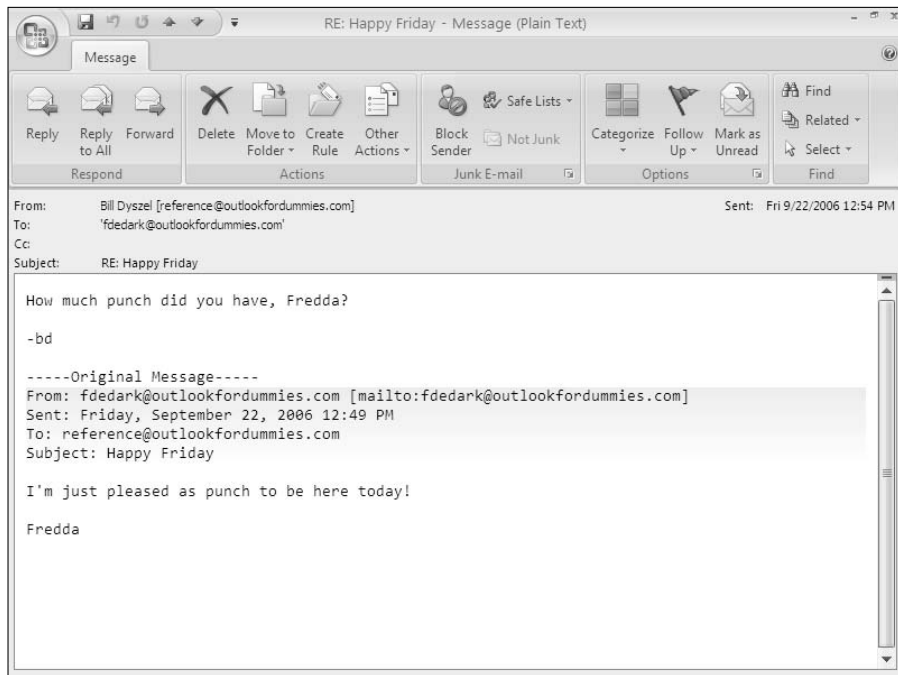 RE: Happy Friday - Message (Plain Text)
Message
Reply
Reply to All
Forward
Delete
Move to Folder
Create Rule
Other Actions
Block Sender
Safe Lists
Not Junk
Categorize
Follow Up
Mark as Unread
Find
Related
Select
Respond
Actions
Junk E-mail
Options
Find
From: Bill Dyszel [reference@outlookfordummies.com] Sent: Fri 9/22/2006 12:54 PM
To: 'fdedark@outlookfordummies.com'
Cc:
Subject: RE: Happy Friday
How much punch did you have, Fredda?
-bd
-----Original Message-----
From: fdedark@outlookfordummies.com [mailto:fdedark@outlookfordummies.com]
Sent: Friday, September 22, 2006 12:49 PM
To: reference@outlookfordummies.com
Subject: Happy Friday
I'm just pleased as punch to be here today!
Fredda